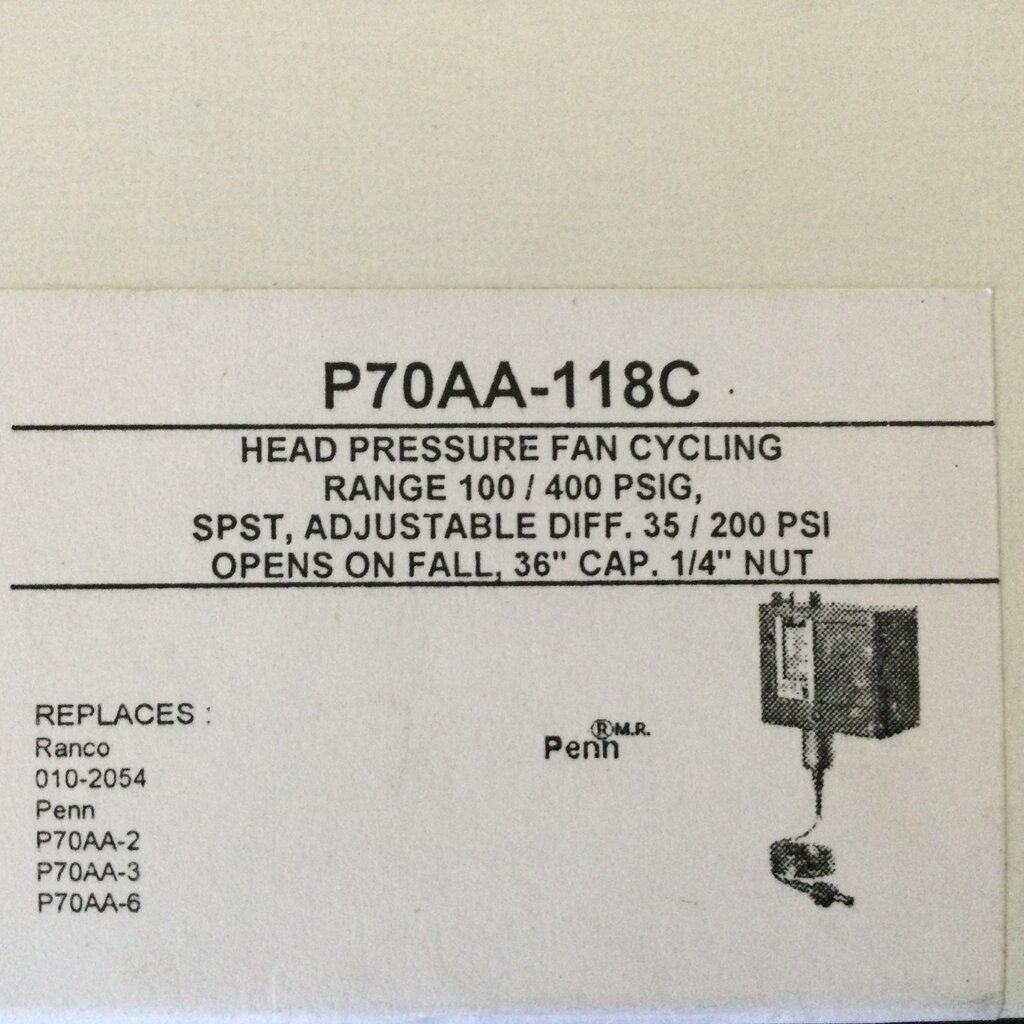 P70AA-118C
HEAD PRESSURE FAN CYCLING
RANGE 100 / 400 PSIG,
SPST, ADJUSTABLE DIFF. 35 / 200 PSI
OPENS ON FALL, 36" CAP. 1/4" NUT
REPLACES :
Ranco
010-2054
Penn
P70AA-2
P70AA-3
P70AA-6
Penn ® M.R.